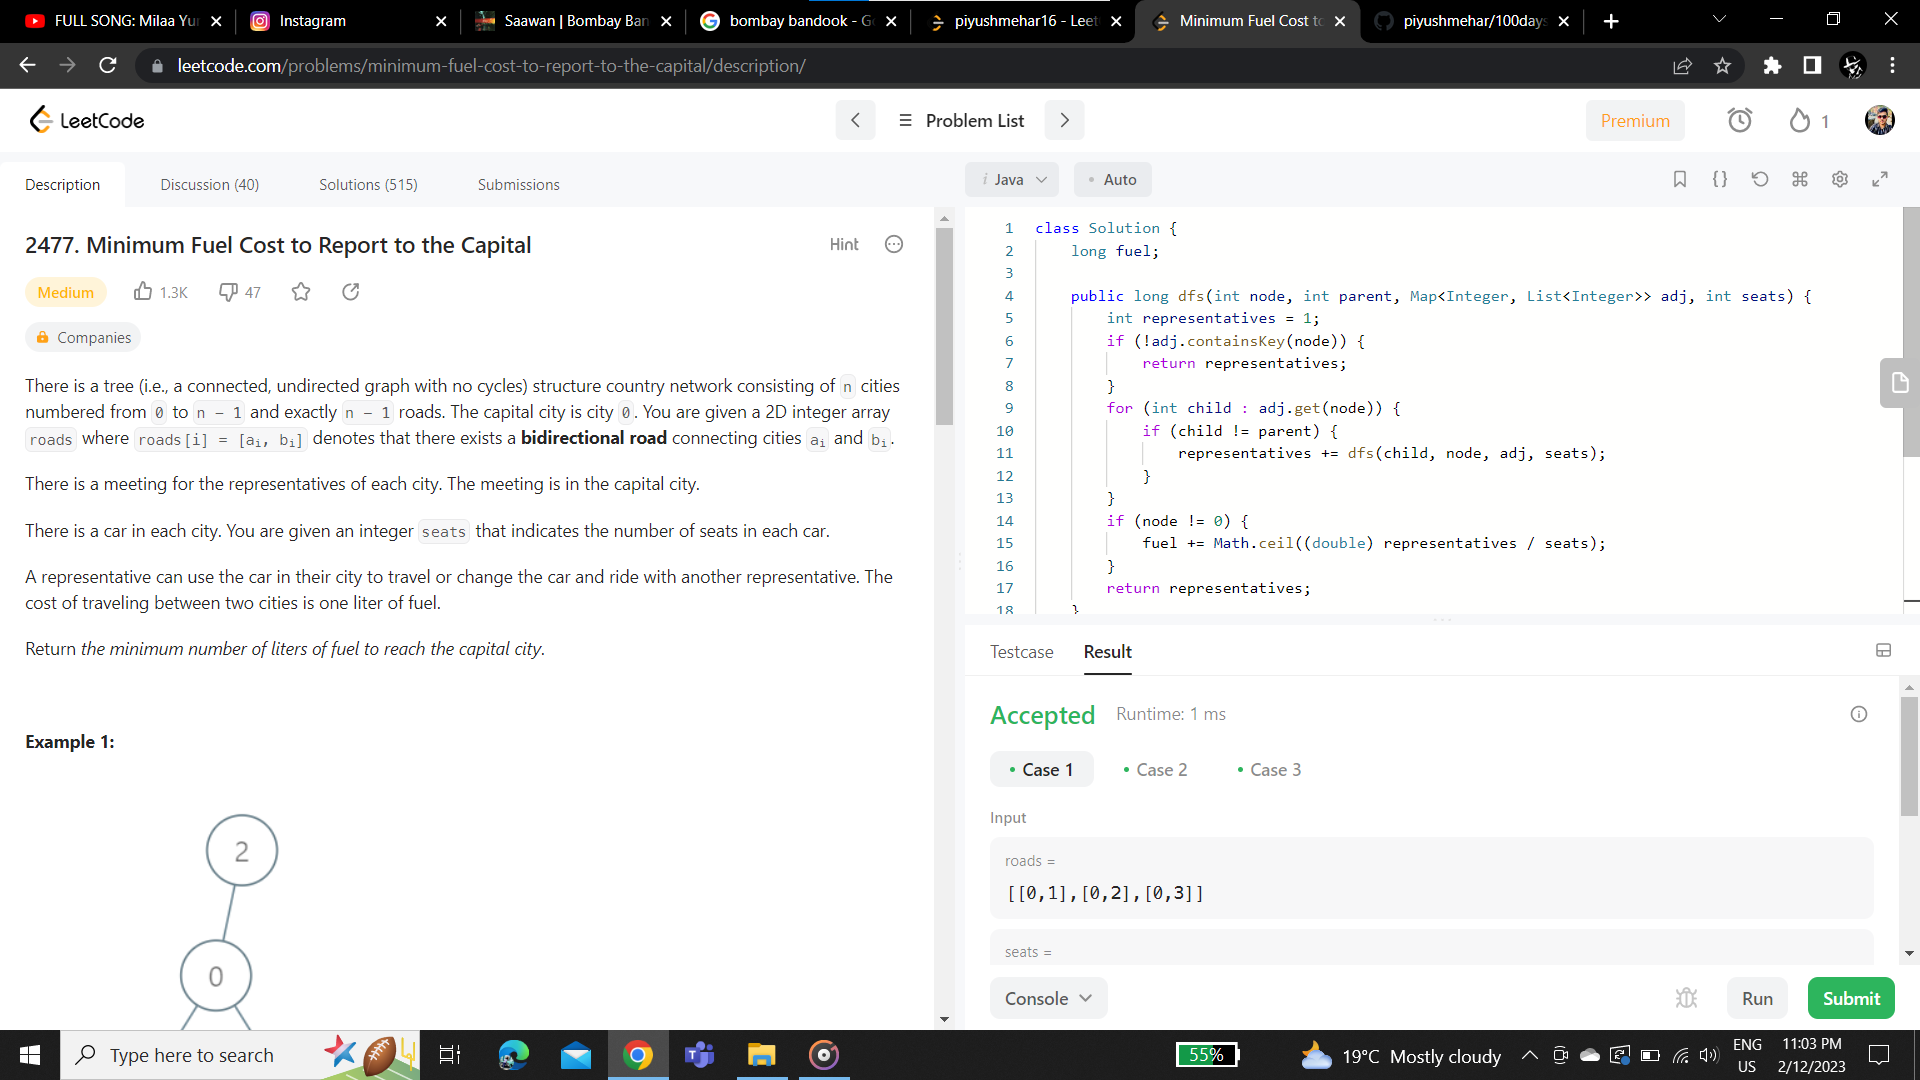 FULL SONG: Milaa Yu
Instagram
Saawan | Bombay Ban
bombay bandook - G
piyushmehar16 - Leet
Minimum Fuel Cost to
piyushmehar/100days
leetcode.com/problems/minimum-fuel-cost-to-report-to-the-capital/description/
LeetCode
Problem List
Premium
1
Description
Discussion (40)
Solutions (515)
Submissions
i Java
• Auto
2477. Minimum Fuel Cost to Report to the Capital
Hint
Medium
1.3K
47
Companies
There is a tree (i.e., a connected, undirected graph with no cycles) structure country network consisting of n cities
numbered from 0 to n - 1 and exactly n - 1 roads. The capital city is city 0. You are given a 2D integer array
roads where roads[i] = [ai, bi] denotes that there exists a bidirectional road connecting cities ai and bi.
There is a meeting for the representatives of each city. The meeting is in the capital city.
There is a car in each city. You are given an integer seats that indicates the number of seats in each car.
A representative can use the car in their city to travel or change the car and ride with another representative. The
cost of traveling between two cities is one liter of fuel.
Return the minimum number of liters of fuel to reach the capital city.
Example 1:
2
0
1 class Solution {
2 long fuel;
3
4 public long dfs(int node, int parent, Map<Integer, List<Integer>> adj, int seats) {
5 int representatives = 1;
6 if (!adj.containsKey(node)) {
7 return representatives;
8 }
9 for (int child : adj.get(node)) {
10 if (child != parent) {
11 representatives += dfs(child, node, adj, seats);
12 }
13 }
14 if (node != 0) {
15 fuel += Math.ceil((double) representatives / seats);
16 }
17 return representatives;
18 }
Testcase
Result
Accepted
Runtime: 1 ms
• Case 1
• Case 2
• Case 3
Input
roads =
[[0,1],[0,2],[0,3]]
seats =
Console
Run
Submit
Type here to search
55%
19°C Mostly cloudy
ENG
US
11:03 PM
2/12/2023